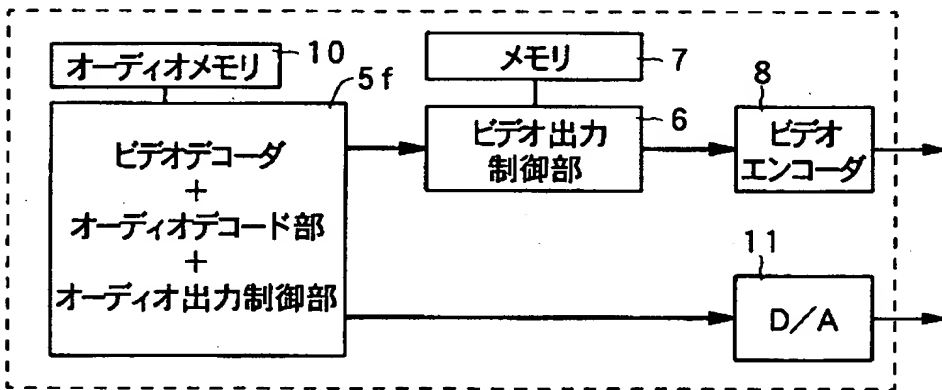 オーディオメモリ
10
5f
ビデオデコーダ
+
オーディオデコード部
+
オーディオ出力制御部
メモリ
7
ビデオ出力
制御部
6
8
ビデオ
エンコーダ
11
D/A